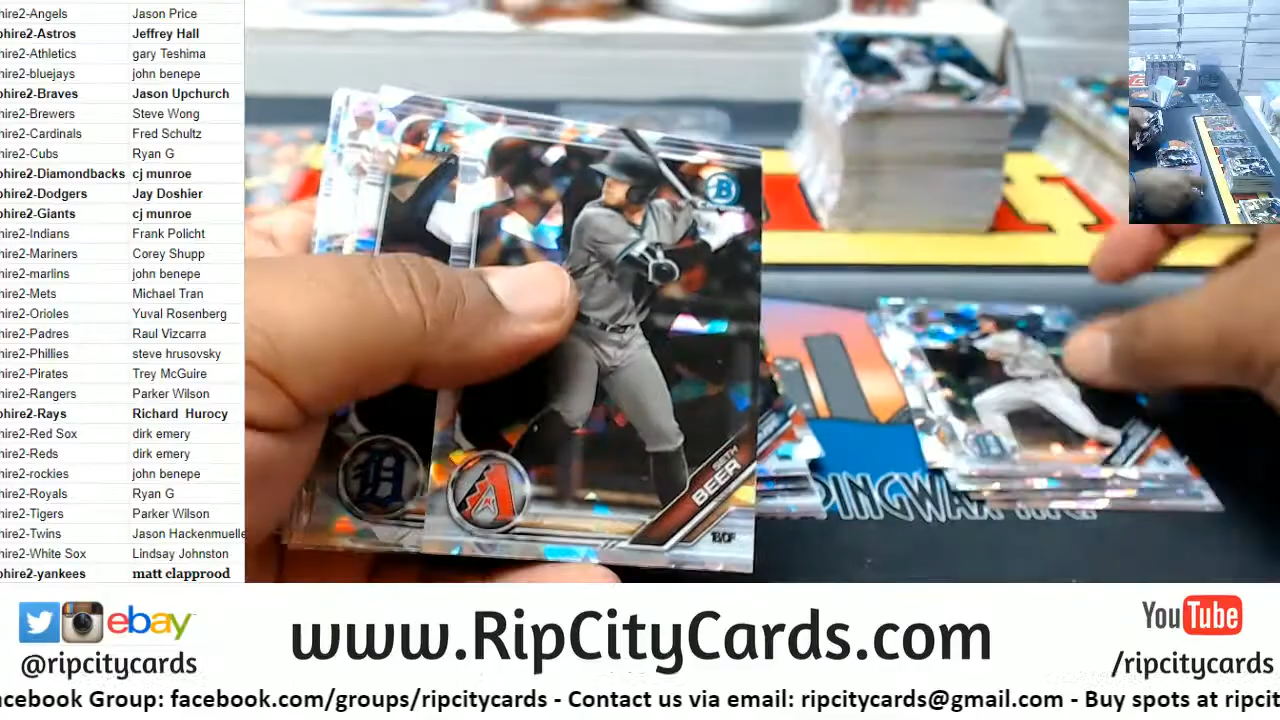 hire2-Angels Jason Price
phire2-Astros Jeffrey Hall
hire2-Athletics gary Teshima
hire2-bluejays john benepe
phire2-Braves Jason Upchurch
hire2-Brewers Steve Wong
hire2-Cardinals Fred Schultz
hire2-Cubs Ryan G
phire2-Diamondbacks cj munroe
phire2-Dodgers Jay Doshier
phire2-Giants cj munroe
hire2-Indians Frank Policht
hire2-Mariners Corey Shupp
hire2-marlins john benepe
hire2-Mets Michael Tran
hire2-Orioles Yuval Rosenberg
hire2-Padres Raul Vizcarra
hire2-Phillies steve hrusovsky
hire2-Pirates Trey McGuire
hire2-Rangers Parker Wilson
phire2-Rays Richard Hurocy
hire2-Red Sox dirk emery
hire2-Reds dirk emery
hire2-rockies john benepe
hire2-Royals Ryan G
hire2-Tigers Parker Wilson
hire2-Twins Jason Hackenmuelle
hire2-White Sox Lindsay Johnston
phire2-yankees matt clapprood
B
SETH
BEER
1B/OF
D
DINGWAX
ebay
@ripcitycards
www.RipCityCards.com
YouTube
/ripcitycards
acebook Group: facebook.com/groups/ripcitycards - Contact us via email: ripcitycards@gmail.com - Buy spots at ripcit